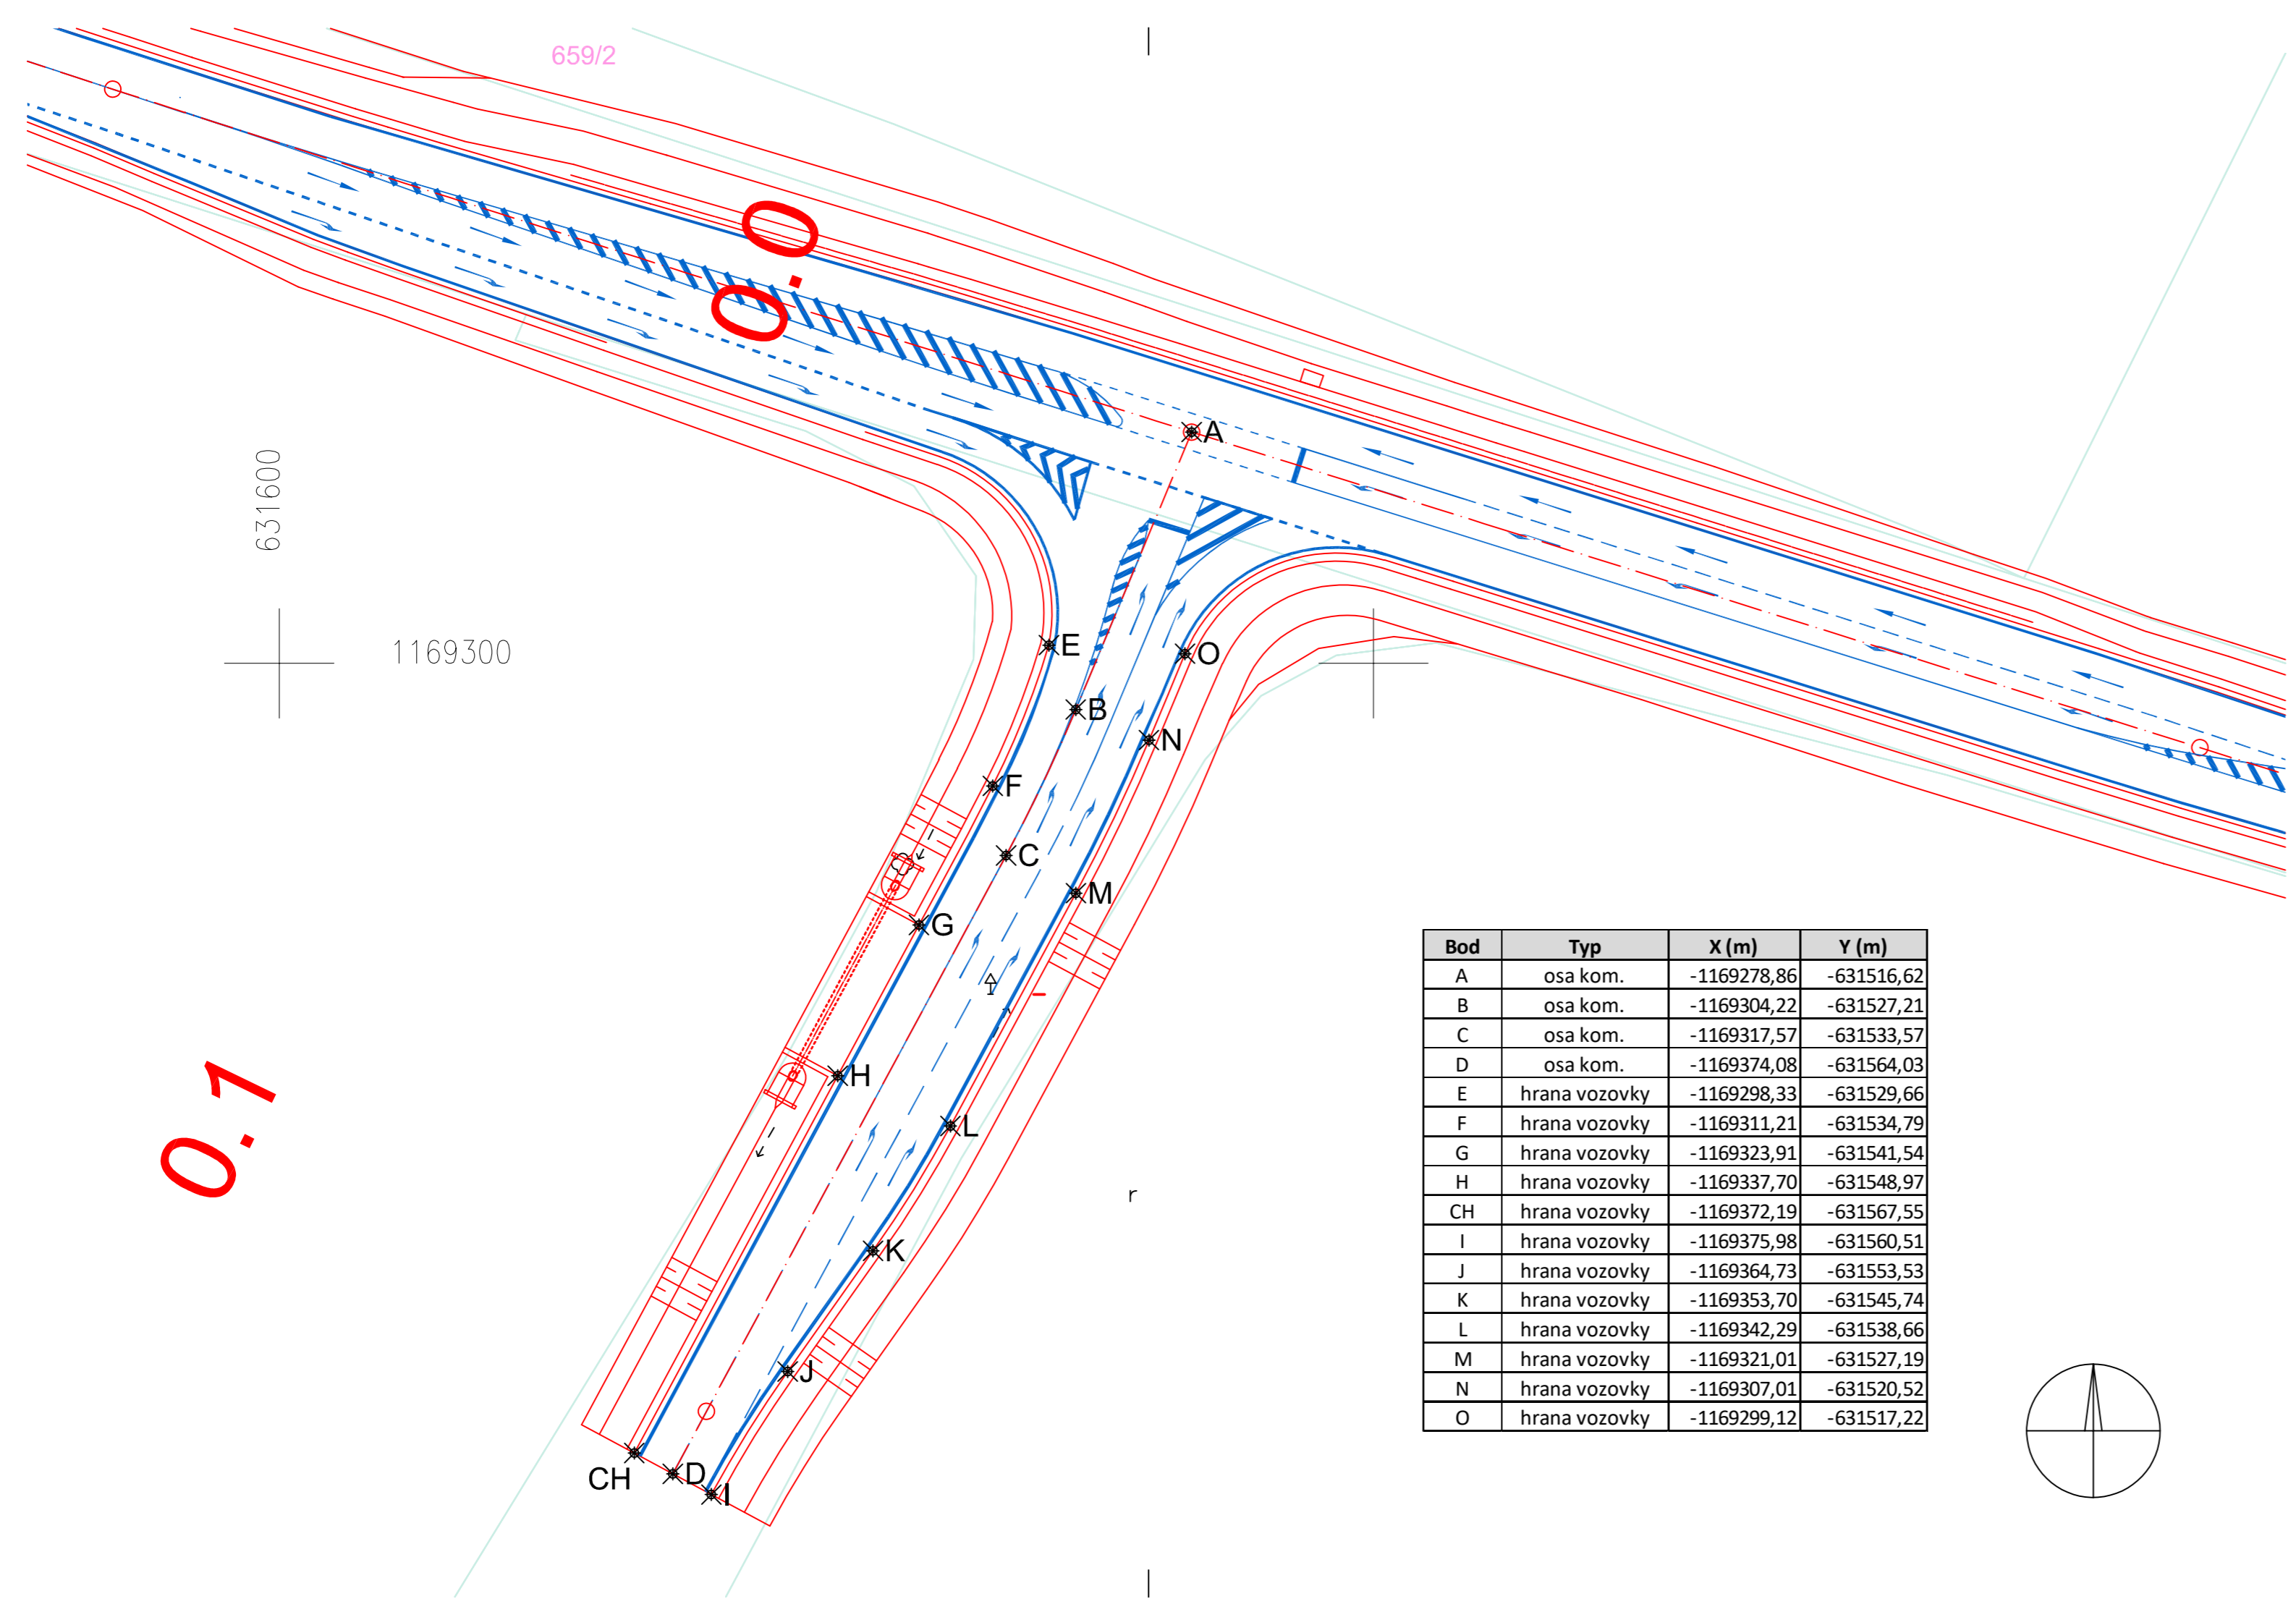 659/2
0.0
A
631600
1169300
E
O
B
N
F
C
M
G
H
L
0.1
r
K
J
CH
D
I
Bod Typ X (m) Y (m)
A osa kom. -1169278,86 -631516,62
B osa kom. -1169304,22 -631527,21
C osa kom. -1169317,57 -631533,57
D osa kom. -1169374,08 -631564,03
E hrana vozovky -1169298,33 -631529,66
F hrana vozovky -1169311,21 -631534,79
G hrana vozovky -1169323,91 -631541,54
H hrana vozovky -1169337,70 -631548,97
CH hrana vozovky -1169372,19 -631567,55
I hrana vozovky -1169375,98 -631560,51
J hrana vozovky -1169364,73 -631553,53
K hrana vozovky -1169353,70 -631545,74
L hrana vozovky -1169342,29 -631538,66
M hrana vozovky -1169321,01 -631527,19
N hrana vozovky -1169307,01 -631520,52
O hrana vozovky -1169299,12 -631517,22